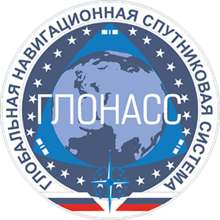 ГЛОБАЛЬНАЯ НАВИГАЦИОННАЯ СПУТНИКОВАЯ СИСТЕМА
ГЛОНАСС